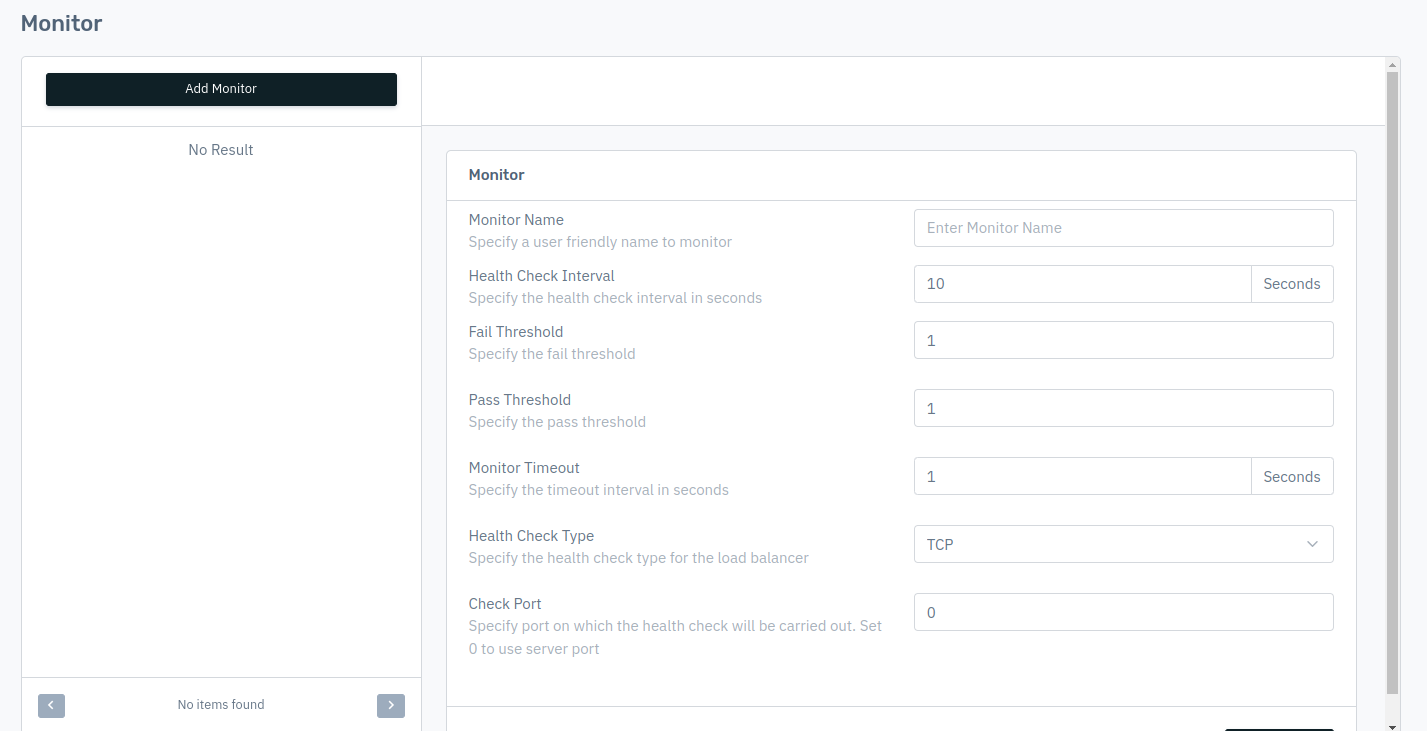 Monitor
Add Monitor
No Result
No items found
Monitor
Monitor Name
Specify a user friendly name to monitor
Enter Monitor Name
Health Check Interval
Specify the health check interval in seconds
10
Seconds
Fail Threshold
Specify the fail threshold
1
Pass Threshold
Specify the pass threshold
1
Monitor Timeout
Specify the timeout interval in seconds
1
Seconds
Health Check Type
Specify the health check type for the load balancer
TCP
Check Port
Specify port on which the health check will be carried out. Set
0 to use server port
0